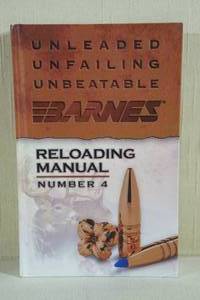 UNLEADED
UNFAILING
UNBEATABLE
BARNES
RELOADING
MANUAL
NUMBER 4